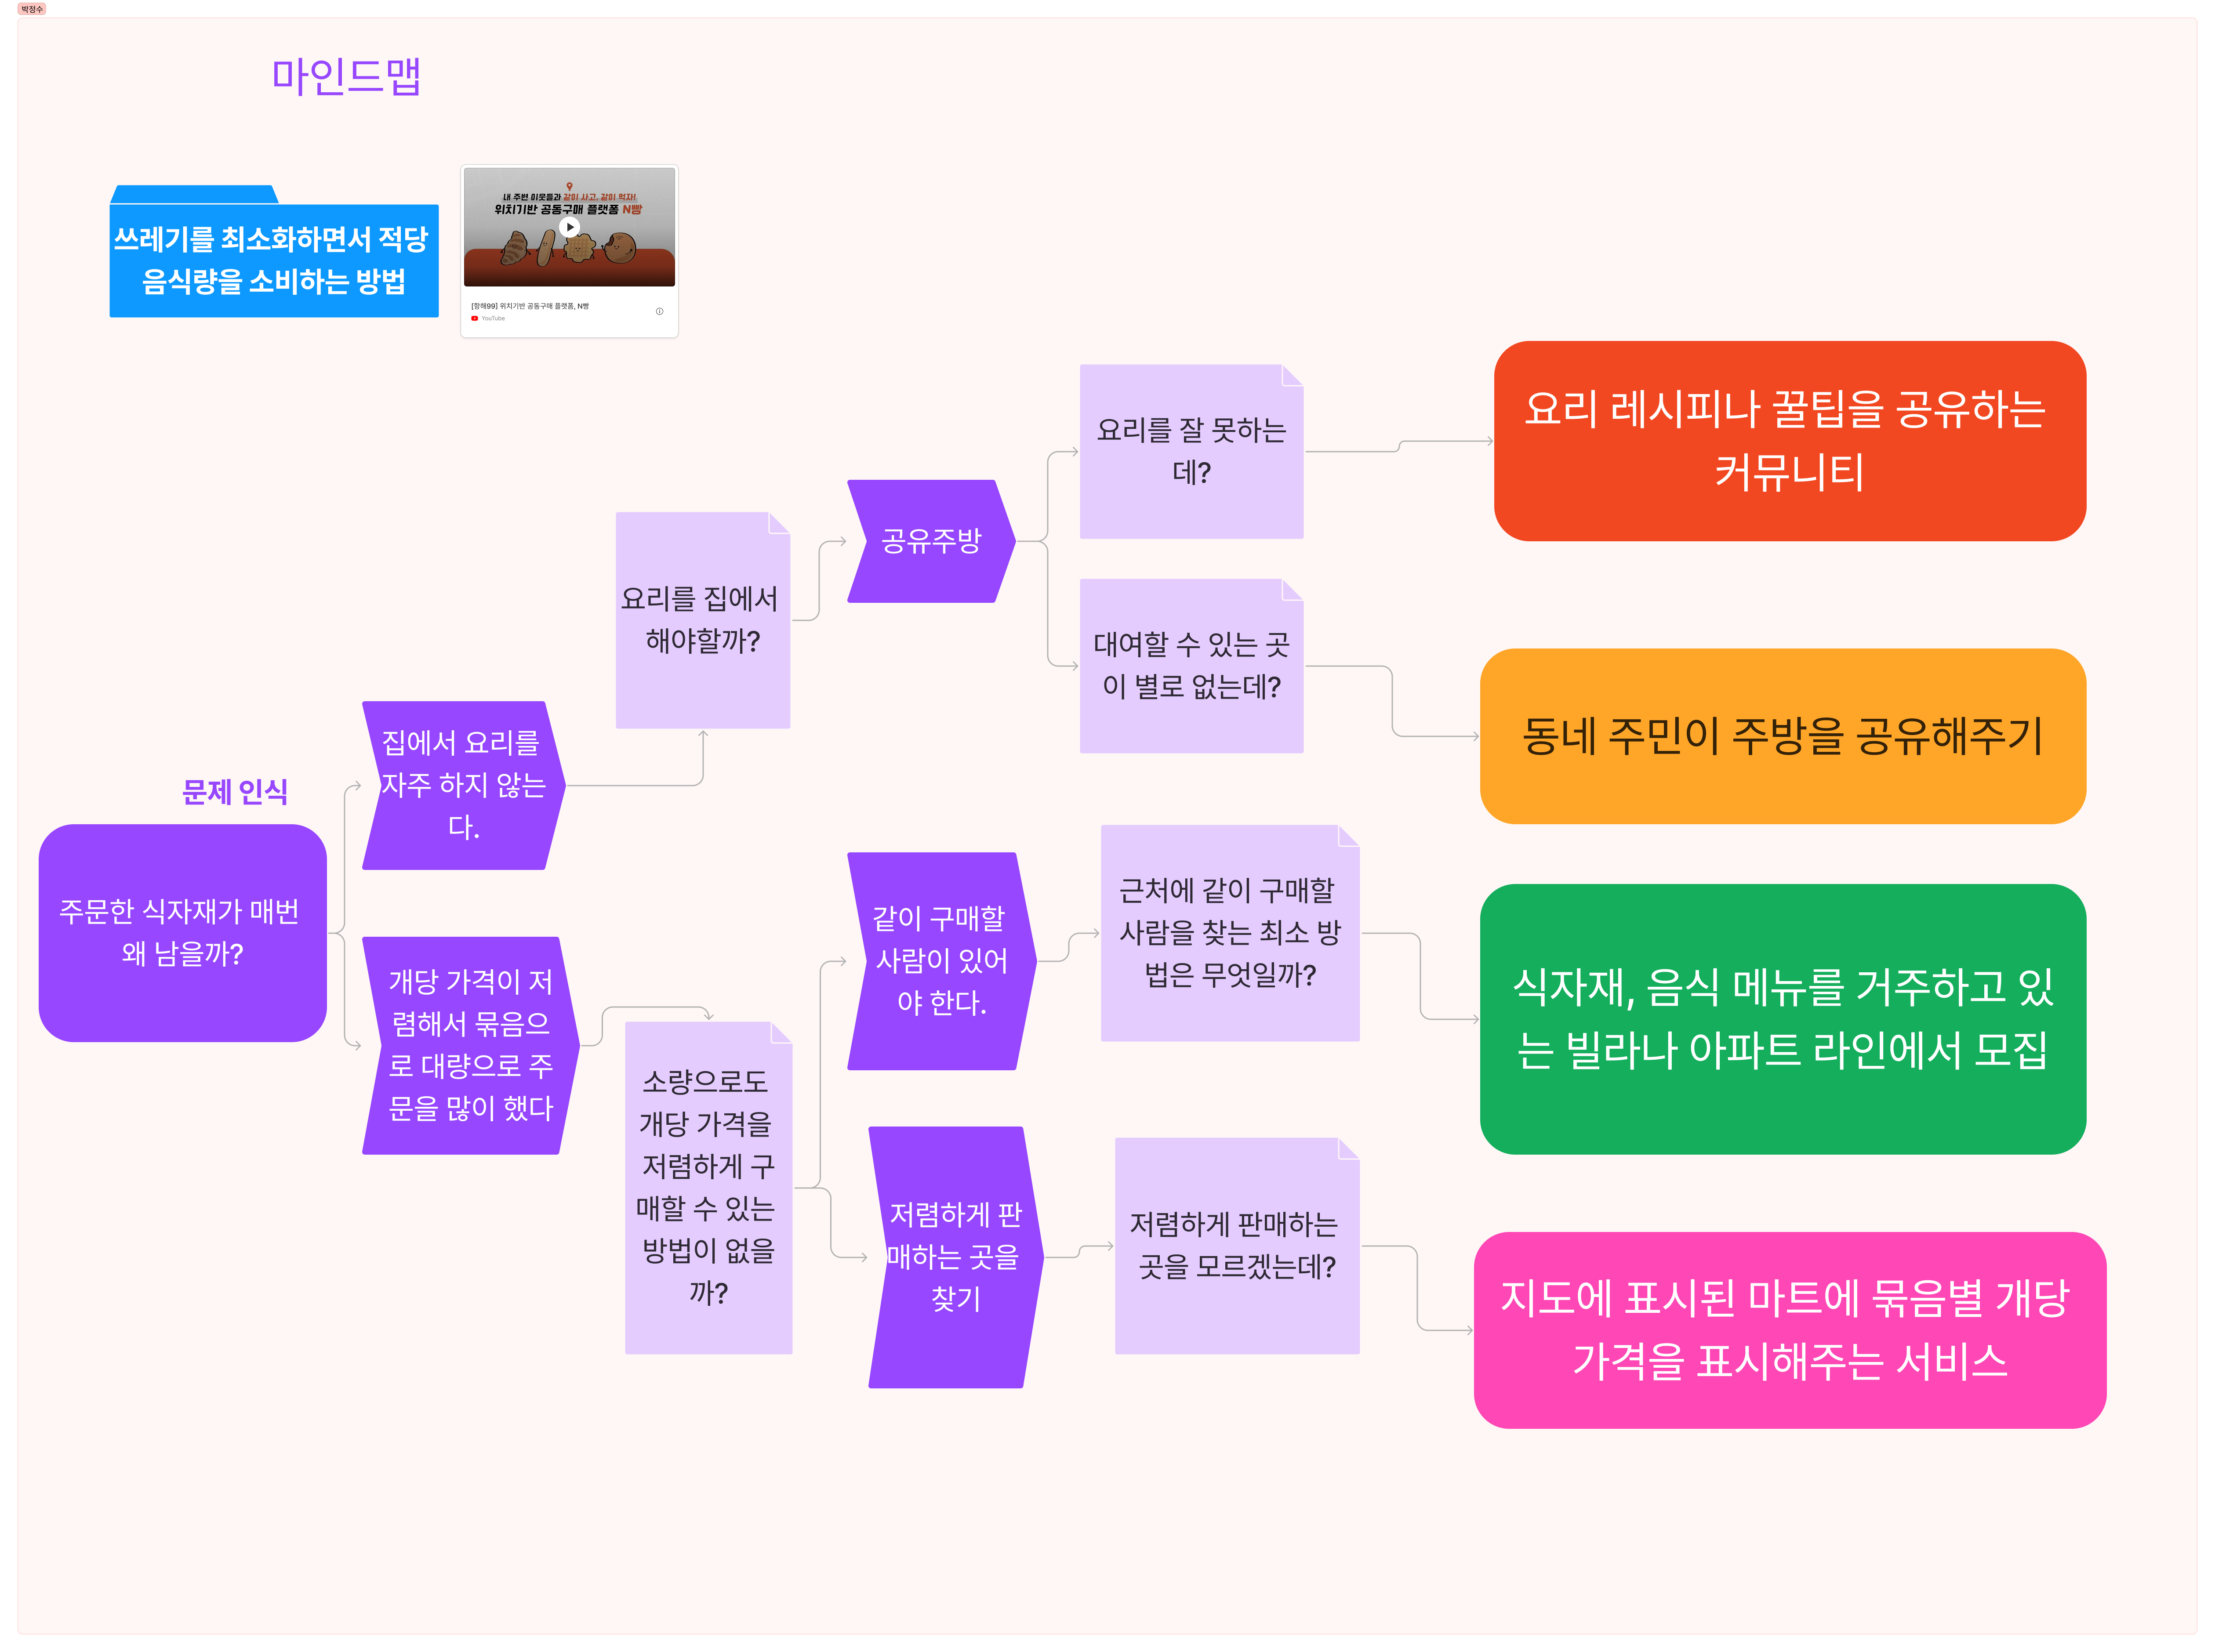 박정수
마인드맵
쓰레기를 최소화하면서 적당
음식량을 소비하는 방법
내 주변 이웃들과 같이 사고, 같이 먹자!
위치기반 공동구매 플랫폼 N빵
[항해99] 위치기반 공동구매 플랫폼, N빵
YouTube
문제 인식
주문한 식자재가 매번
왜 남을까?
집에서 요리를
자주 하지 않는
다.
요리를 집에서
해야할까?
공유주방
요리를 잘 못하는
데?
요리 레시피나 꿀팁을 공유하는
커뮤니티
대여할 수 있는 곳
이 별로 없는데?
동네 주민이 주방을 공유해주기
개당 가격이 저
렴해서 묶음으
로 대량으로 주
문을 많이 했다
소량으로도
개당 가격을
저렴하게 구
매할 수 있는
방법이 없을
까?
같이 구매할
사람이 있어
야 한다.
근처에 같이 구매할
사람을 찾는 최소 방
법은 무엇일까?
식자재, 음식 메뉴를 거주하고 있
는 빌라나 아파트 라인에서 모집
저렴하게 판
매하는 곳을
찾기
저렴하게 판매하는
곳을 모르겠는데?
지도에 표시된 마트에 묶음별 개당
가격을 표시해주는 서비스